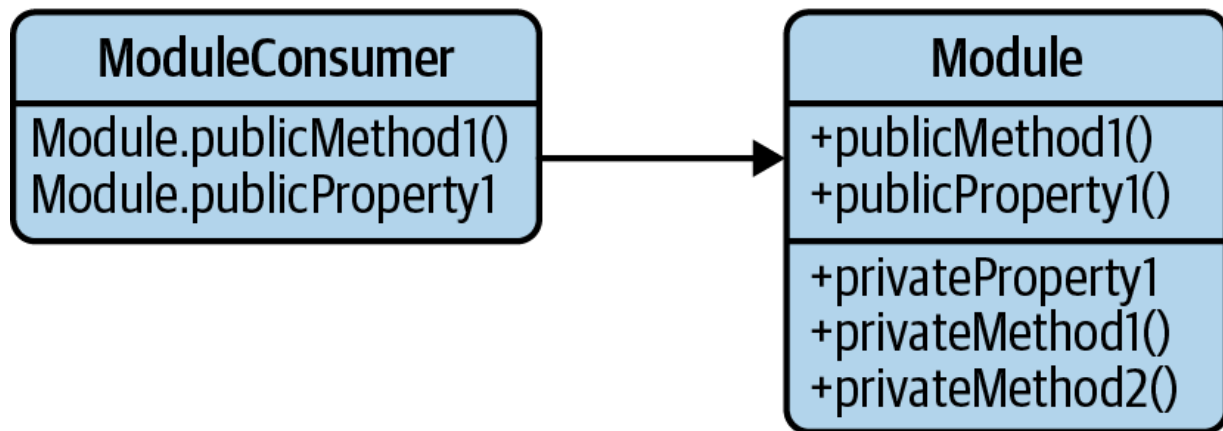 ModuleConsumer
Module.publicMethod1()
Module.publicProperty1
Module
+publicMethod1()
+publicProperty1()
+privateProperty1
+privateMethod1()
+privateMethod2()